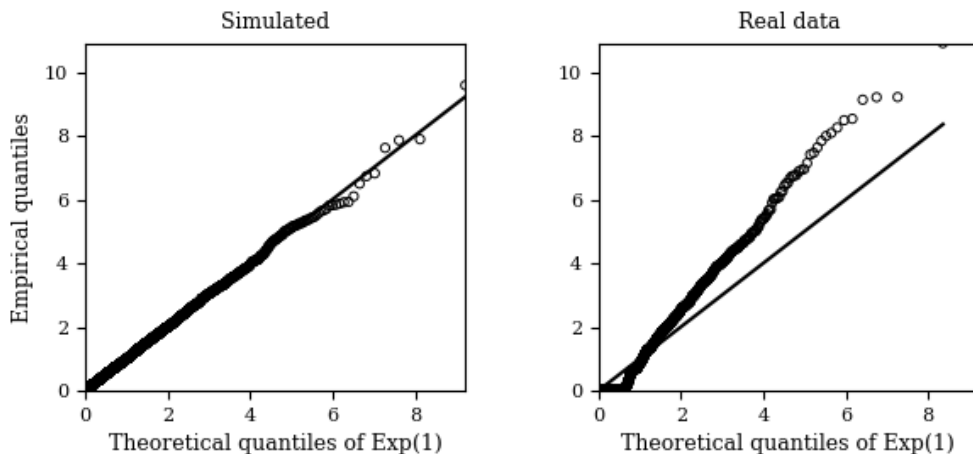 Simulated
Real data
Empirical quantiles
10
8
6
4
2
0
0 2 4 6 8
Theoretical quantiles of Exp(1)
10
8
6
4
2
0
0 2 4 6 8
Theoretical quantiles of Exp(1)